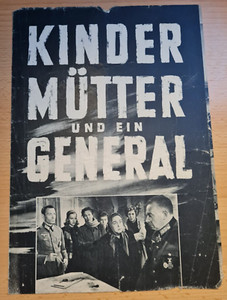 KINDER
MÜTTER
UND EIN
GENERAL